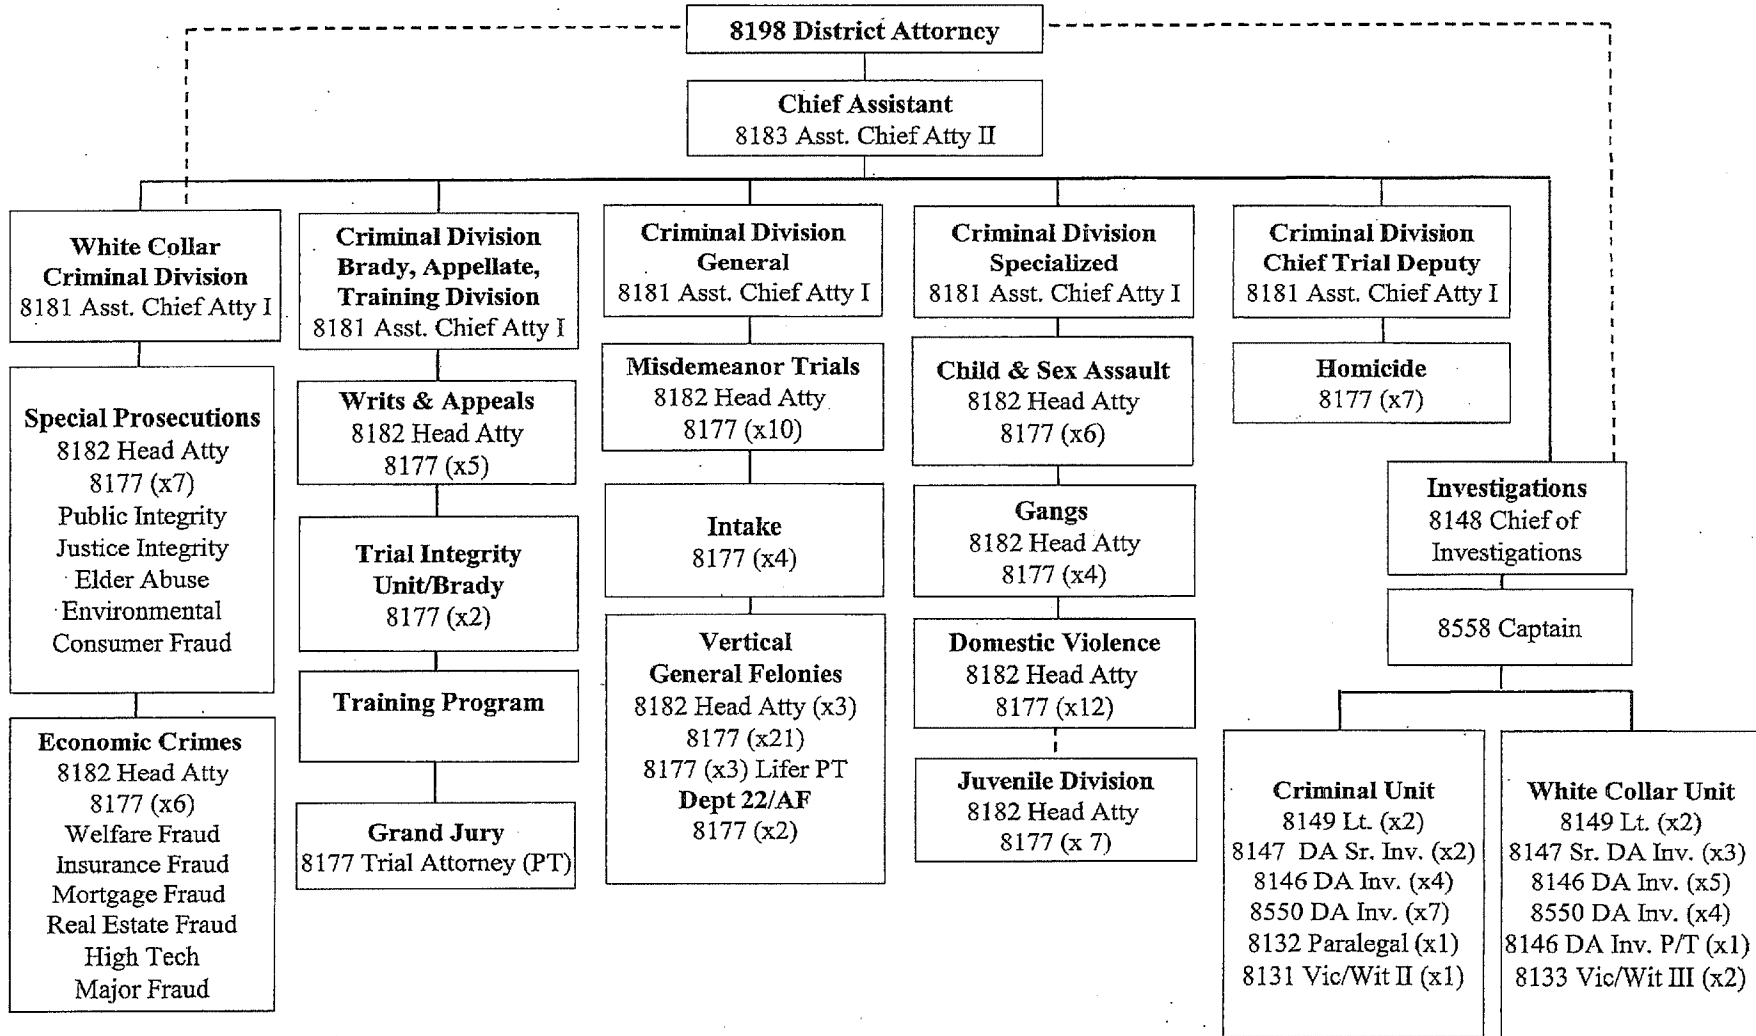 8198 District Attorney
Chief Assistant
8183 Asst. Chief Atty II
White Collar
Criminal Division
8181 Asst. Chief Atty I
Special Prosecutions
8182 Head Atty
8177 (x7)
Public Integrity
Justice Integrity
Elder Abuse
Environmental
Consumer Fraud
Economic Crimes
8182 Head Atty
8177 (x6)
Welfare Fraud
Insurance Fraud
Mortgage Fraud
Real Estate Fraud
High Tech
Major Fraud
Criminal Division
Brady, Appellate,
Training Division
8181 Asst. Chief Atty I
Writs & Appeals
8182 Head Atty
8177 (x5)
Trial Integrity
Unit/Brady
8177 (x2)
Training Program
Grand Jury
8177 Trial Attorney (PT)
Criminal Division
General
8181 Asst. Chief Atty I
Misdemeanor Trials
8182 Head Atty
8177 (x10)
Intake
8177 (x4)
Vertical
General Felonies
8182 Head Atty (x3)
8177 (x21)
8177 (x3) Lifer PT
Dept 22/AF
8177 (x2)
Criminal Division
Specialized
8181 Asst. Chief Atty I
Child & Sex Assault
8182 Head Atty
8177 (x6)
Gangs
8182 Head Atty
8177 (x4)
Domestic Violence
8182 Head Atty
8177 (x12)
Juvenile Division
8182 Head Atty
8177 (x 7)
Criminal Division
Chief Trial Deputy
8181 Asst. Chief Atty I
Homicide
8177 (x7)
Investigations
8148 Chief of
Investigations
8558 Captain
Criminal Unit
8149 Lt. (x2)
8147 DA Sr. Inv. (x2)
8146 DA Inv. (x4)
8550 DA Inv. (x7)
8132 Paralegal (x1)
8131 Vic/Wit II (x1)
White Collar Unit
8149 Lt. (x2)
8147 Sr. DA Inv. (x3)
8146 DA Inv. (x5)
8550 DA Inv. (x4)
8146 DA Inv. P/T (x1)
8133 Vic/Wit III (x2)